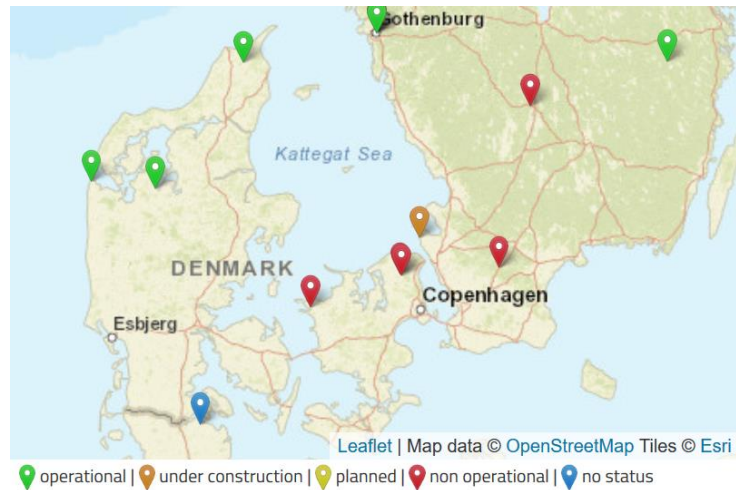 Gothenburg
Kattegat Sea
DENMARK
Copenhagen
Esbjerg
Leaflet | Map data © OpenStreetMap Tiles © Esri
operational | under construction | planned | non operational | no status